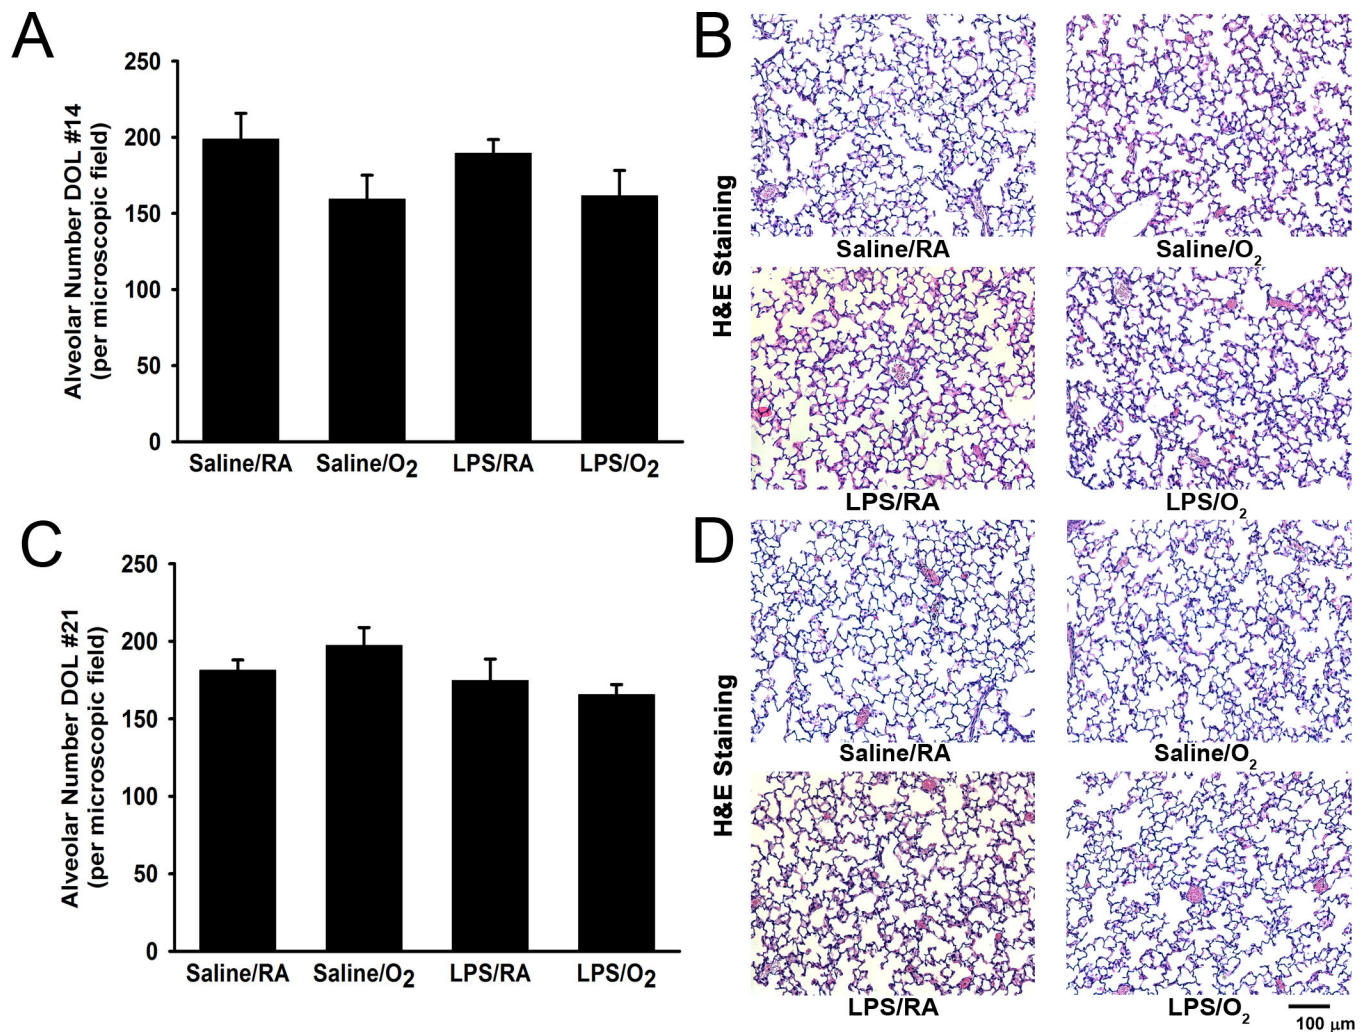 A
Alveolar Number DOL #14
(per microscopic field)
250
200
150
100
50
0
Saline/RA
Saline/O2
LPS/RA
LPS/O2
B
H&E Staining
Saline/RA
Saline/O2
LPS/RA
LPS/O2
C
Alveolar Number DOL #21
(per microscopic field)
250
200
150
100
50
0
Saline/RA
Saline/O2
LPS/RA
LPS/O2
D
H&E Staining
Saline/RA
Saline/O2
LPS/RA
LPS/O2
100 μm